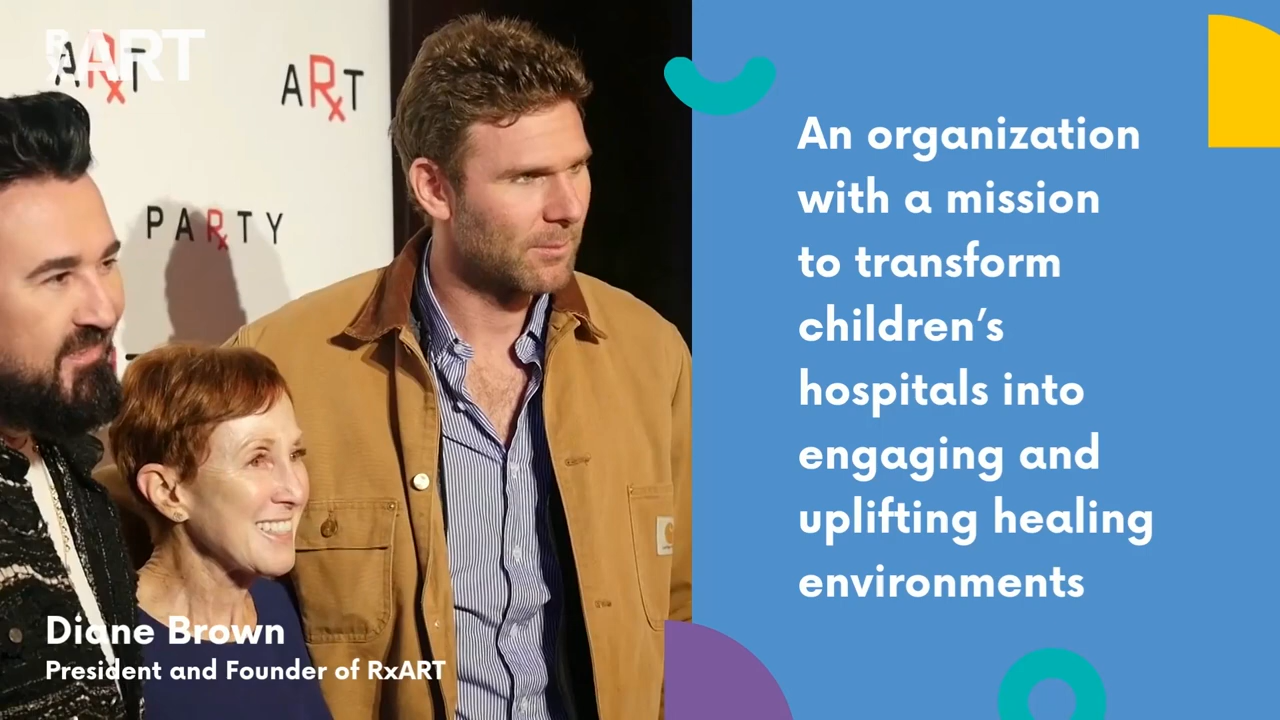 RxART
ARxT
ARxT
PARxTY
An organization
with a mission
to transform
children’s
hospitals into
engaging and
uplifting healing
environments
Diane Brown
President and Founder of RxART